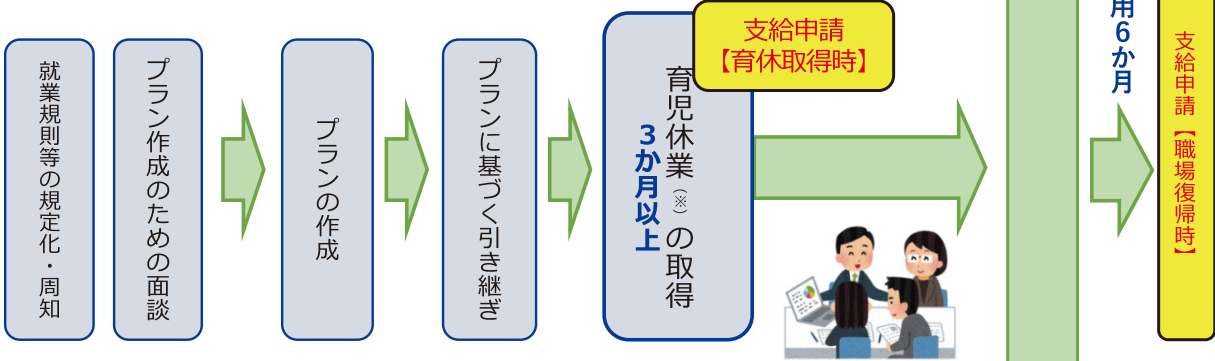 就業規則等の規定化・周知
プラン作成のための面談
プランの作成
プランに基づく引き継ぎ
支給申請
【育休取得時】
育児休業(※)の取得
3か月以上
用6か月
支給申請【職場復帰時】